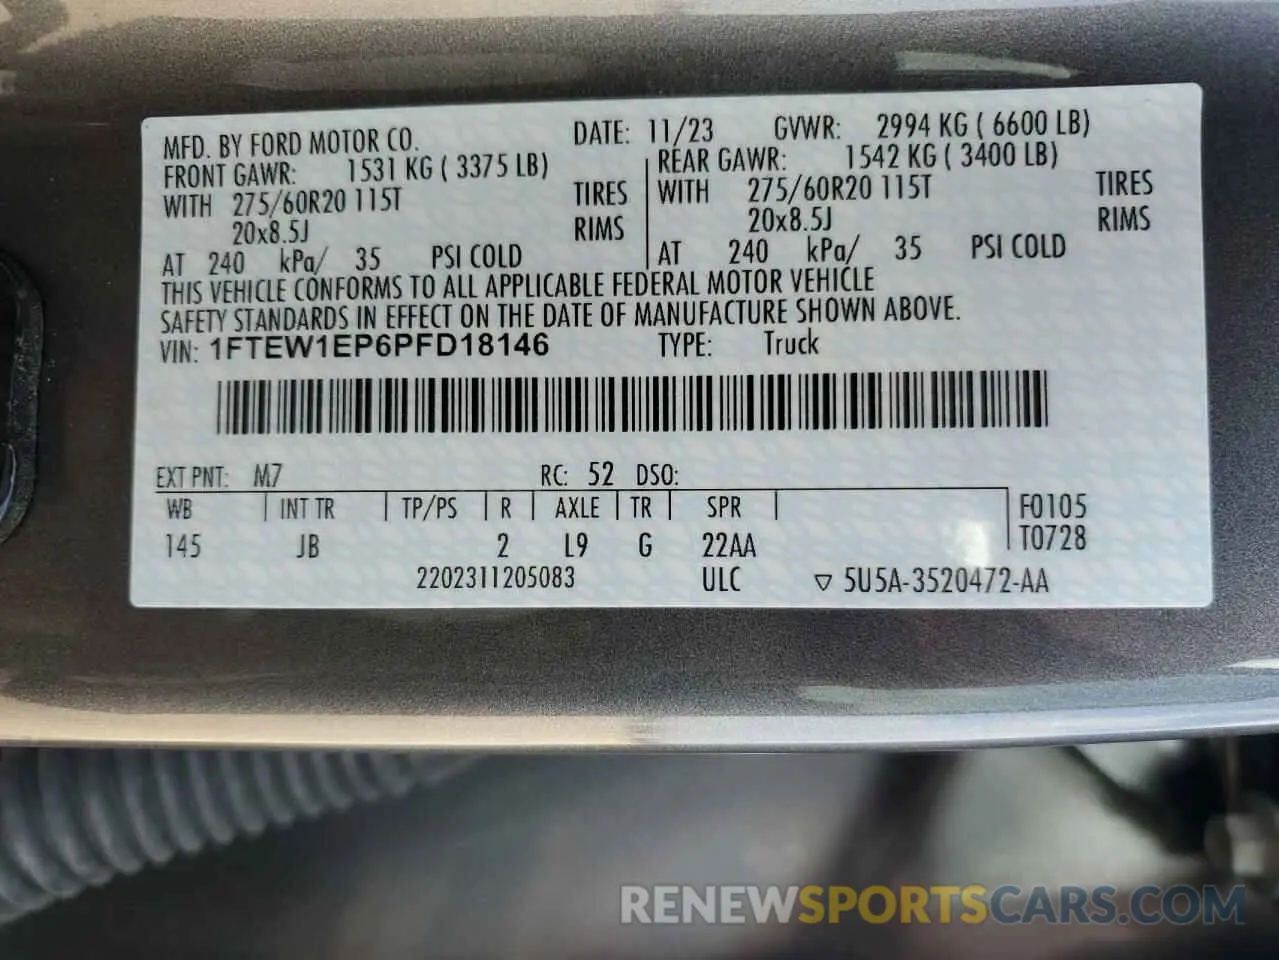 MFD. BY FORD MOTOR CO. DATE: 11/23 GVWR: 2994 KG ( 6600 LB)
FRONT GAWR: 1531 KG ( 3375 LB) REAR GAWR: 1542 KG ( 3400 LB)
WITH 275/60R20 115T TIRES WITH 275/60R20 115T TIRES
20x8.5J RIMS 20x8.5J RIMS
AT 240 kPa/ 35 PSI COLD AT 240 kPa/ 35 PSI COLD
THIS VEHICLE CONFORMS TO ALL APPLICABLE FEDERAL MOTOR VEHICLE
SAFETY STANDARDS IN EFFECT ON THE DATE OF MANUFACTURE SHOWN ABOVE.
VIN: 1FTEW1EP6PFD18146 TYPE: Truck
EXT PNT: M7 RC: 52 DSO:
WB INT TR TP/PS R AXLE TR SPR F0105
145 JB 2 L9 G 22AA T0728
2202311205083 ULC ▽ 5U5A-3520472-AA
RENEWSPORTSCARS.COM